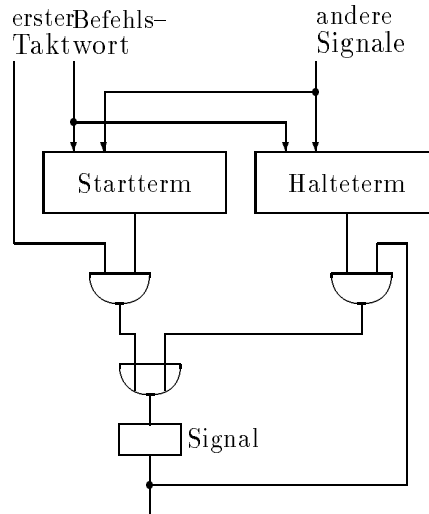 erster Befehls–
Takt wort
andere
Signale
Startterm
Halteterm
Signal